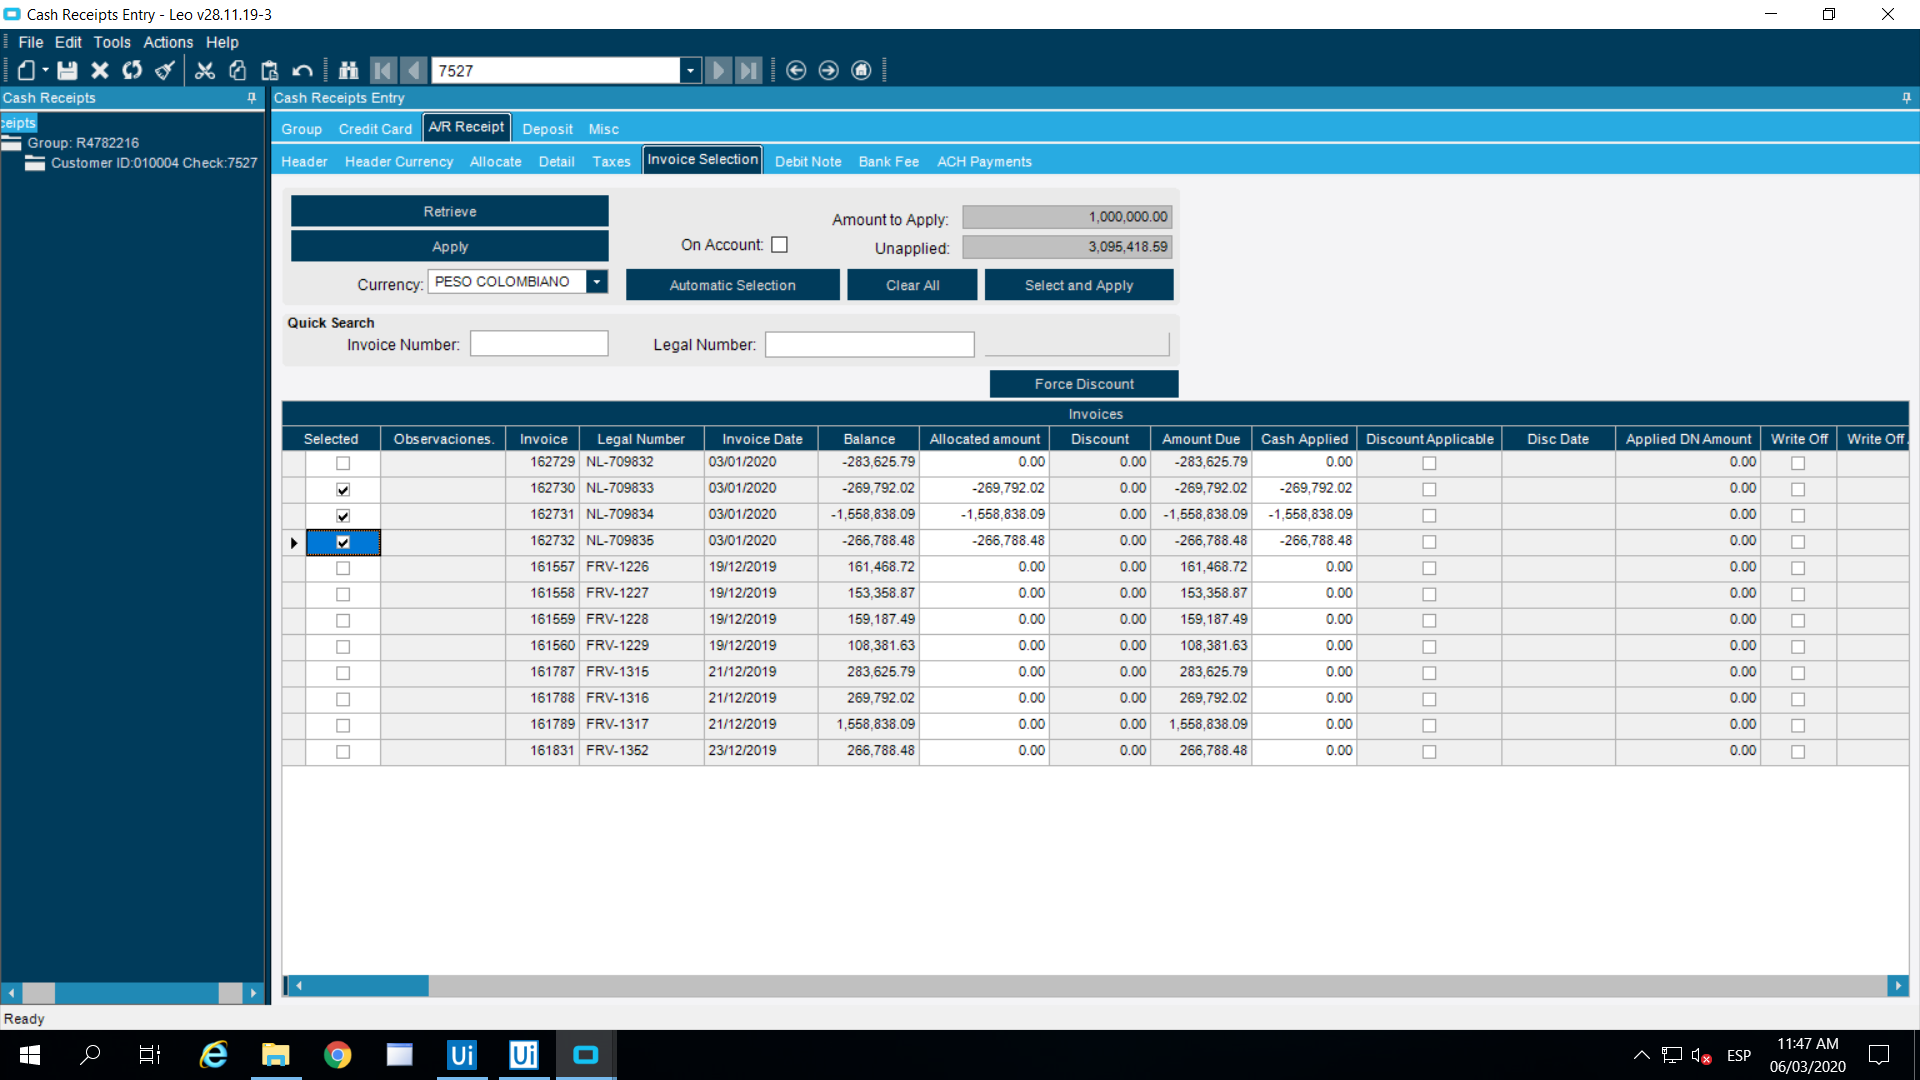 Cash Receipts Entry - Leo v28.11.19-3
File Edit Tools Actions Help
7527
Cash Receipts
Cash Receipts Entry
ceipts
Group: R4782216
Customer ID:010004 Check:7527
Group Credit Card A/R Receipt Deposit Misc
Header Header Currency Allocate Detail Taxes Invoice Selection Debit Note Bank Fee ACH Payments
Retrieve
Apply
On Account:
Amount to Apply: 1,000,000.00
Unapplied: 3,095,418.59
Currency: PESO COLOMBIANO
Automatic Selection Clear All Select and Apply
Quick Search
Invoice Number: Legal Number:
Force Discount
Invoices
Selected Observaciones. Invoice Legal Number Invoice Date Balance Allocated amount Discount Amount Due Cash Applied Discount Applicable Disc Date Applied DN Amount Write Off Write Off.
162729 NL-709832 03/01/2020 -283,625.79 0.00 0.00 -283,625.79 0.00 0.00
162730 NL-709833 03/01/2020 -269,792.02 -269,792.02 0.00 -269,792.02 -269,792.02 0.00
162731 NL-709834 03/01/2020 -1,558,838.09 -1,558,838.09 0.00 -1,558,838.09 -1,558,838.09 0.00
162732 NL-709835 03/01/2020 -266,788.48 -266,788.48 0.00 -266,788.48 -266,788.48 0.00
161557 FRV-1226 19/12/2019 161,468.72 0.00 0.00 161,468.72 0.00 0.00
161558 FRV-1227 19/12/2019 153,358.87 0.00 0.00 153,358.87 0.00 0.00
161559 FRV-1228 19/12/2019 159,187.49 0.00 0.00 159,187.49 0.00 0.00
161560 FRV-1229 19/12/2019 108,381.63 0.00 0.00 108,381.63 0.00 0.00
161787 FRV-1315 21/12/2019 283,625.79 0.00 0.00 283,625.79 0.00 0.00
161788 FRV-1316 21/12/2019 269,792.02 0.00 0.00 269,792.02 0.00 0.00
161789 FRV-1317 21/12/2019 1,558,838.09 0.00 0.00 1,558,838.09 0.00 0.00
161831 FRV-1352 23/12/2019 266,788.48 0.00 0.00 266,788.48 0.00 0.00
Ready
Ui Ui
ESP
11:47 AM
06/03/2020